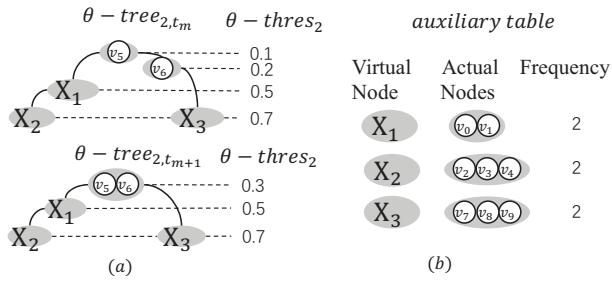 θ − tree₂,ₜₘ θ − thres₂
v₅ 0.1
v₆ 0.2
X₁ 0.5
X₂ X₃ 0.7
θ − tree₂,ₜₘ₊₁ θ − thres₂
v₅ v₆ 0.3
X₁ 0.5
X₂ X₃ 0.7
(a)
auxiliary table
Virtual Node Actual Nodes Frequency
X₁ v₀ v₁ 2
X₂ v₂ v₃ v₄ 2
X₃ v₇ v₈ v₉ 2
(b)